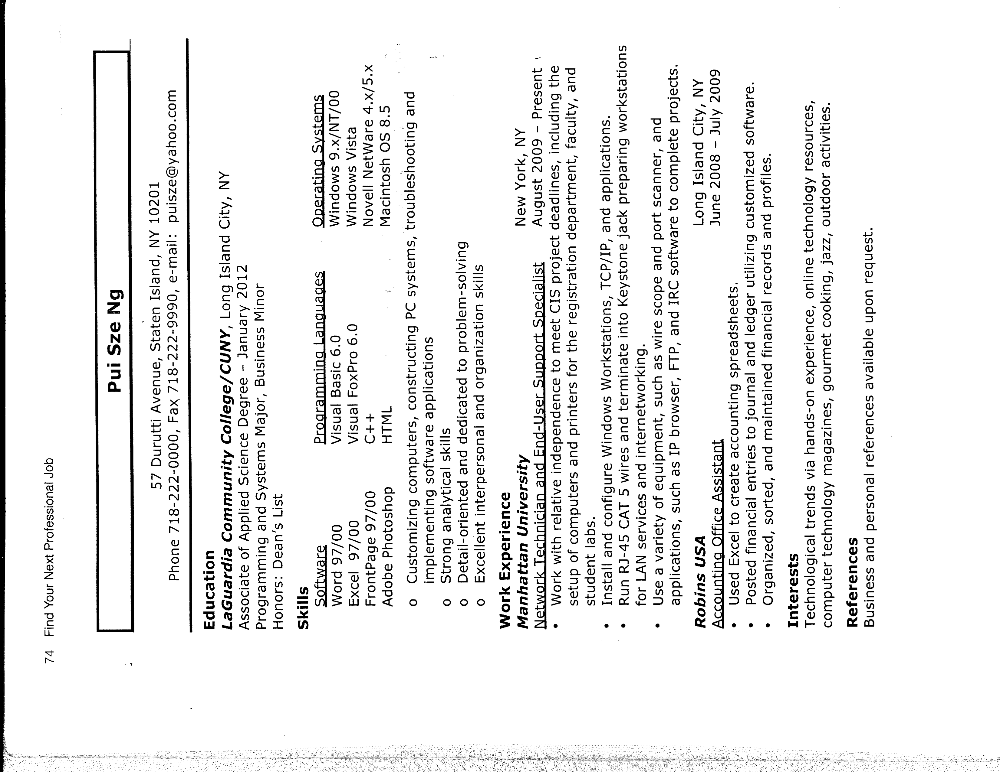 74 Find Your Next Professional Job
Pui Sze Ng
57 Durutti Avenue, Staten Island, NY 10201
Phone 718-222-0000, Fax 718-222-9990, e-mail: puisze@yahoo.com
Education
LaGuardia Community College/CUNY, Long Island City, NY
Associate of Applied Science Degree – January 2012
Programming and Systems Major, Business Minor
Honors: Dean's List
Skills
Software Programming Languages Operating Systems
Word 97/00 Visual Basic 6.0 Windows 9.x/NT/00
Excel 97/00 Visual FoxPro 6.0 Windows Vista
FrontPage 97/00 C++ Novell NetWare 4.x/5.x
Adobe Photoshop HTML Macintosh OS 8.5
o Customizing computers, constructing PC systems, troubleshooting and
implementing software applications
o Strong analytical skills
o Detail-oriented and dedicated to problem-solving
o Excellent interpersonal and organization skills
Work Experience
Manhattan University New York, NY
Network Technician and End-User Support Specialist August 2009 – Present
• Work with relative independence to meet CIS project deadlines, including the
setup of computers and printers for the registration department, faculty, and
student labs.
• Install and configure Windows Workstations, TCP/IP, and applications.
• Run RJ-45 CAT 5 wires and terminate into Keystone jack preparing workstations
for LAN services and internetworking.
• Use a variety of equipment, such as wire scope and port scanner, and
applications, such as IP browser, FTP, and IRC software to complete projects.
Robins USA Long Island City, NY
Accounting Office Assistant June 2008 – July 2009
• Used Excel to create accounting spreadsheets.
• Posted financial entries to journal and ledger utilizing customized software.
• Organized, sorted, and maintained financial records and profiles.
Interests
Technological trends via hands-on experience, online technology resources,
computer technology magazines, gourmet cooking, jazz, outdoor activities.
References
Business and personal references available upon request.